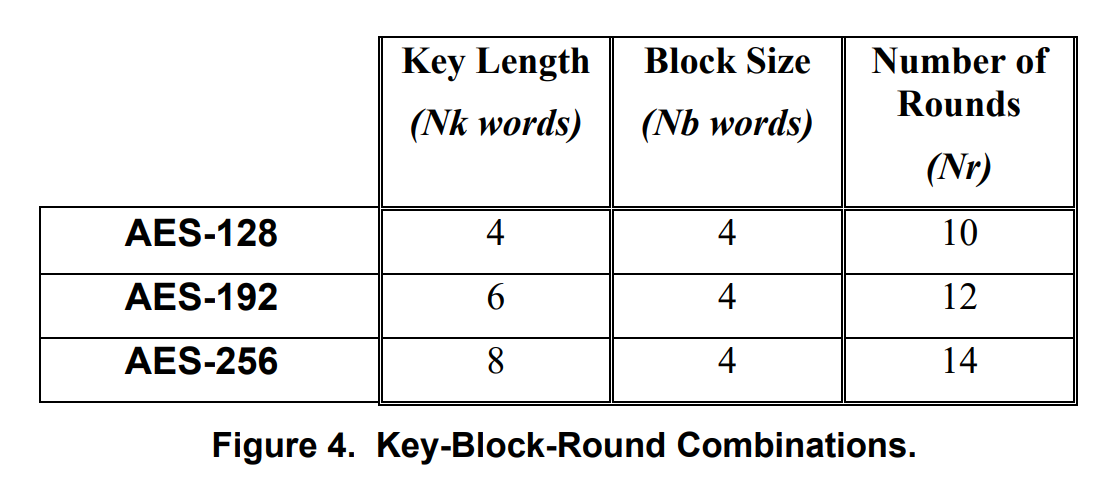 Key Length Block Size Number of
Rounds
(Nk words) (Nb words)
(Nr)
AES-128 4 4 10
AES-192 6 4 12
AES-256 8 4 14
Figure 4. Key-Block-Round Combinations.